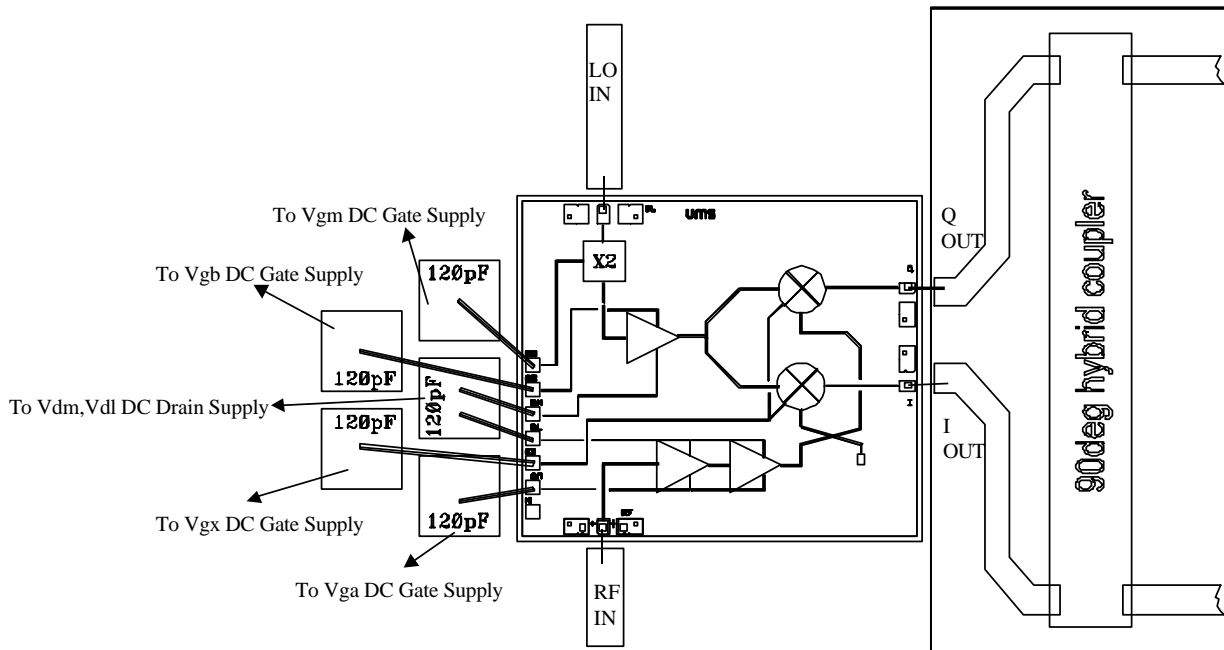 LO
IN
ums
To Vgm DC Gate Supply
120pF
X2
To Vgb DC Gate Supply
120pF
To Vdm,Vdl DC Drain Supply
120pF
120pF
To Vgx DC Gate Supply
120pF
To Vga DC Gate Supply
RF
IN
Q
OUT
I
OUT
90deg hybrid coupler